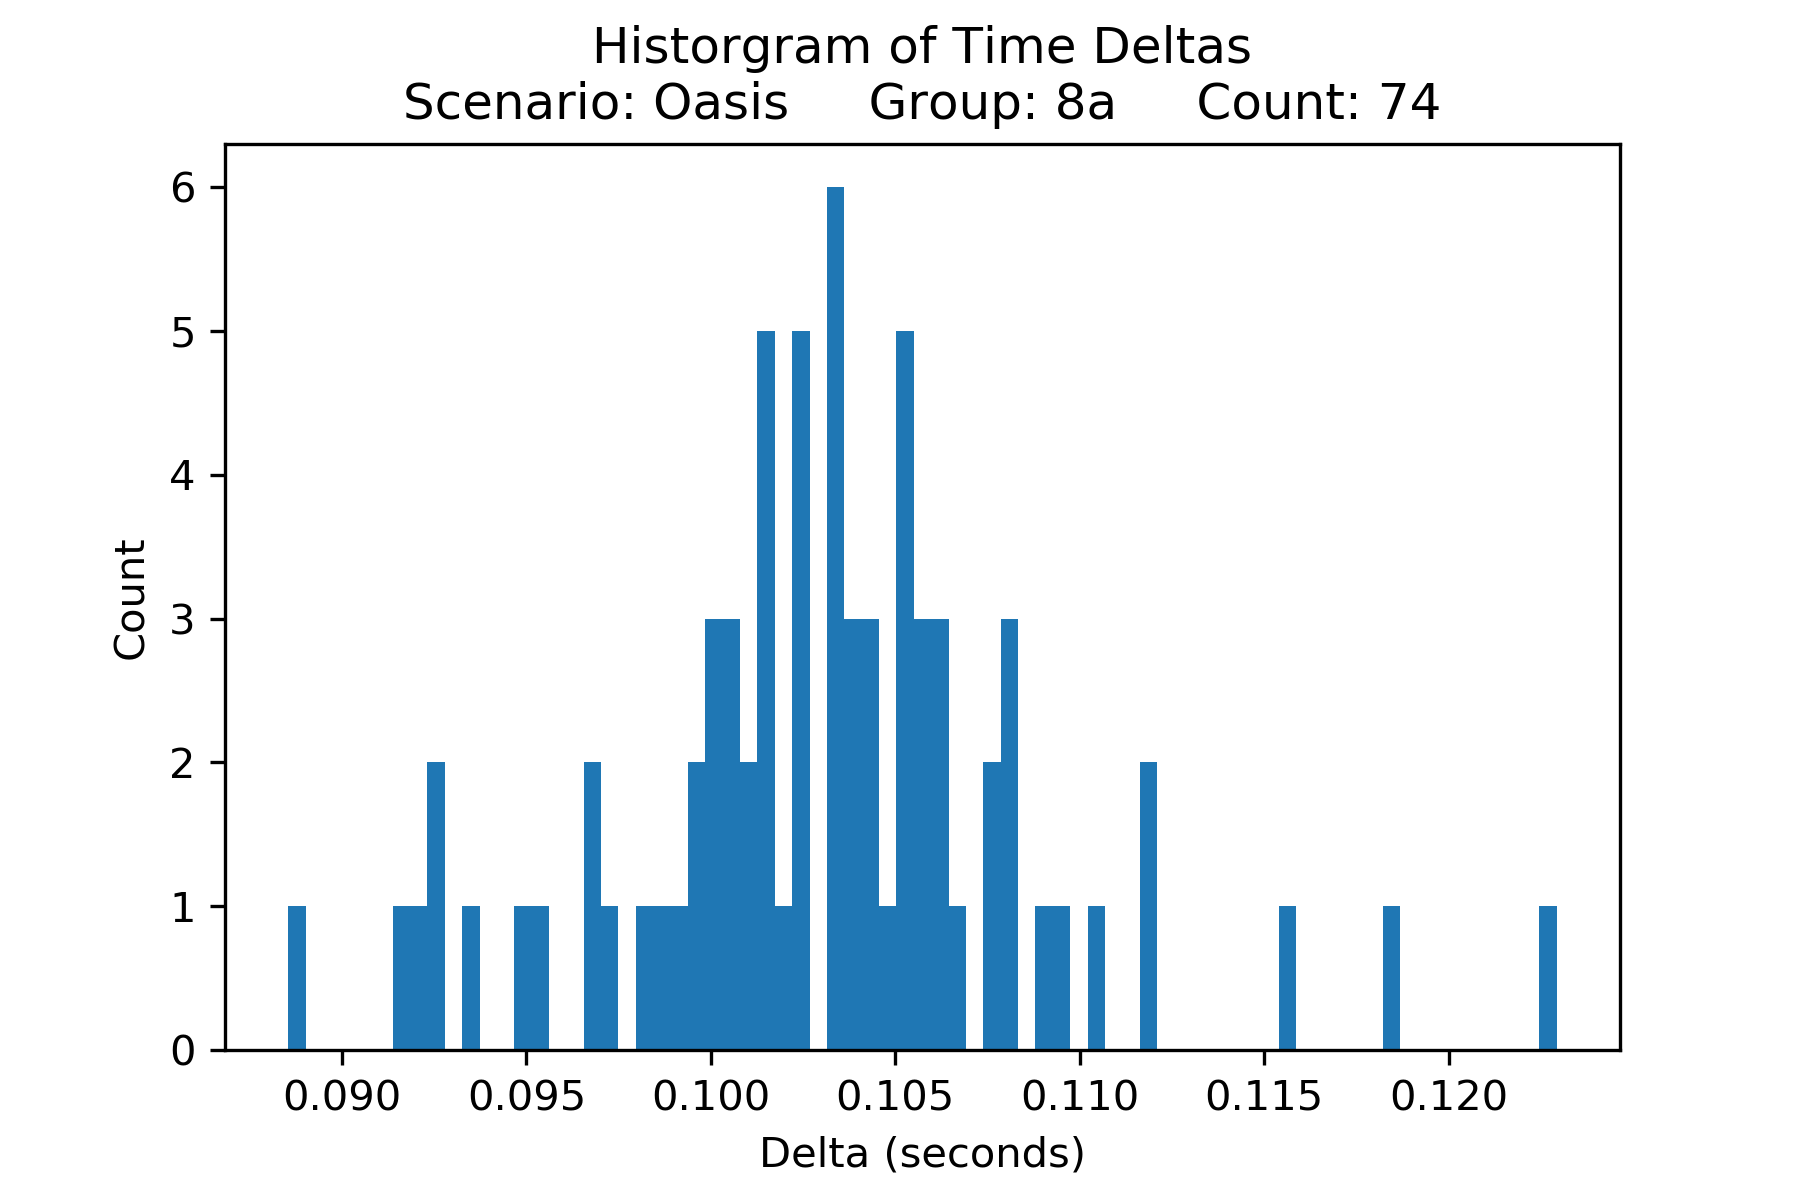 Historgram of Time Deltas
Scenario: Oasis     Group: 8a     Count: 74
6
5
4
3
2
1
0
Count
0.090 0.095 0.100 0.105 0.110 0.115 0.120
Delta (seconds)